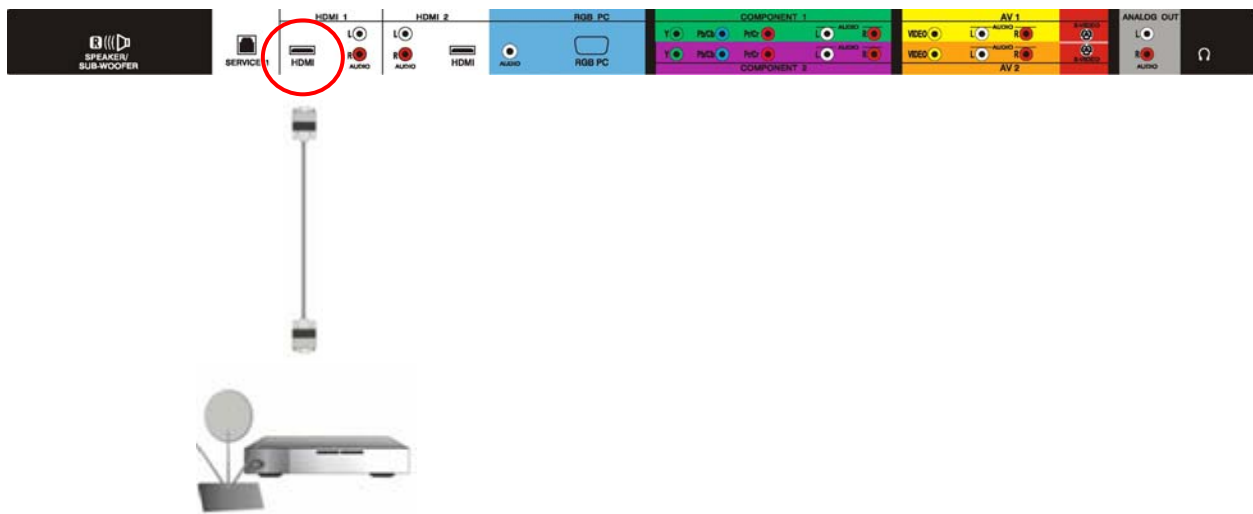 R
SPEAKER/
SUB-WOOFER
SERVICE 1
HDMI 1
L
R
AUDIO
HDMI
HDMI 2
L
R
AUDIO
HDMI
RGB PC
AUDIO
RGB PC
COMPONENT 1
Y Pb/Cb Pr/Cr L AUDIO R
Y Pb/Cb Pr/Cr L AUDIO R
COMPONENT 2
AV 1
VIDEO L AUDIO R
VIDEO L AUDIO R
AV 2
S-VIDEO
S-VIDEO
ANALOG OUT
L
R
AUDIO